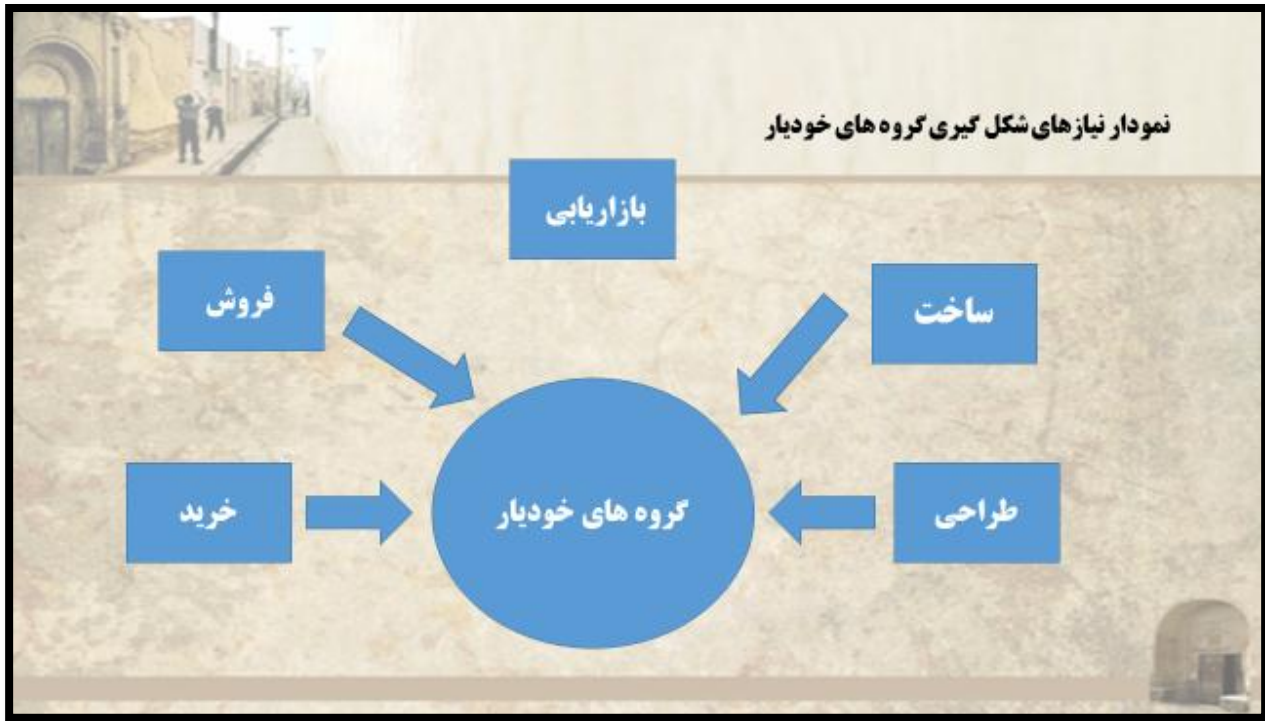 نمودار نیازهای شکل گیری گروه های خودیار
بازاریابی
ساخت
فروش
طراحی
گروه های خودیار
خرید